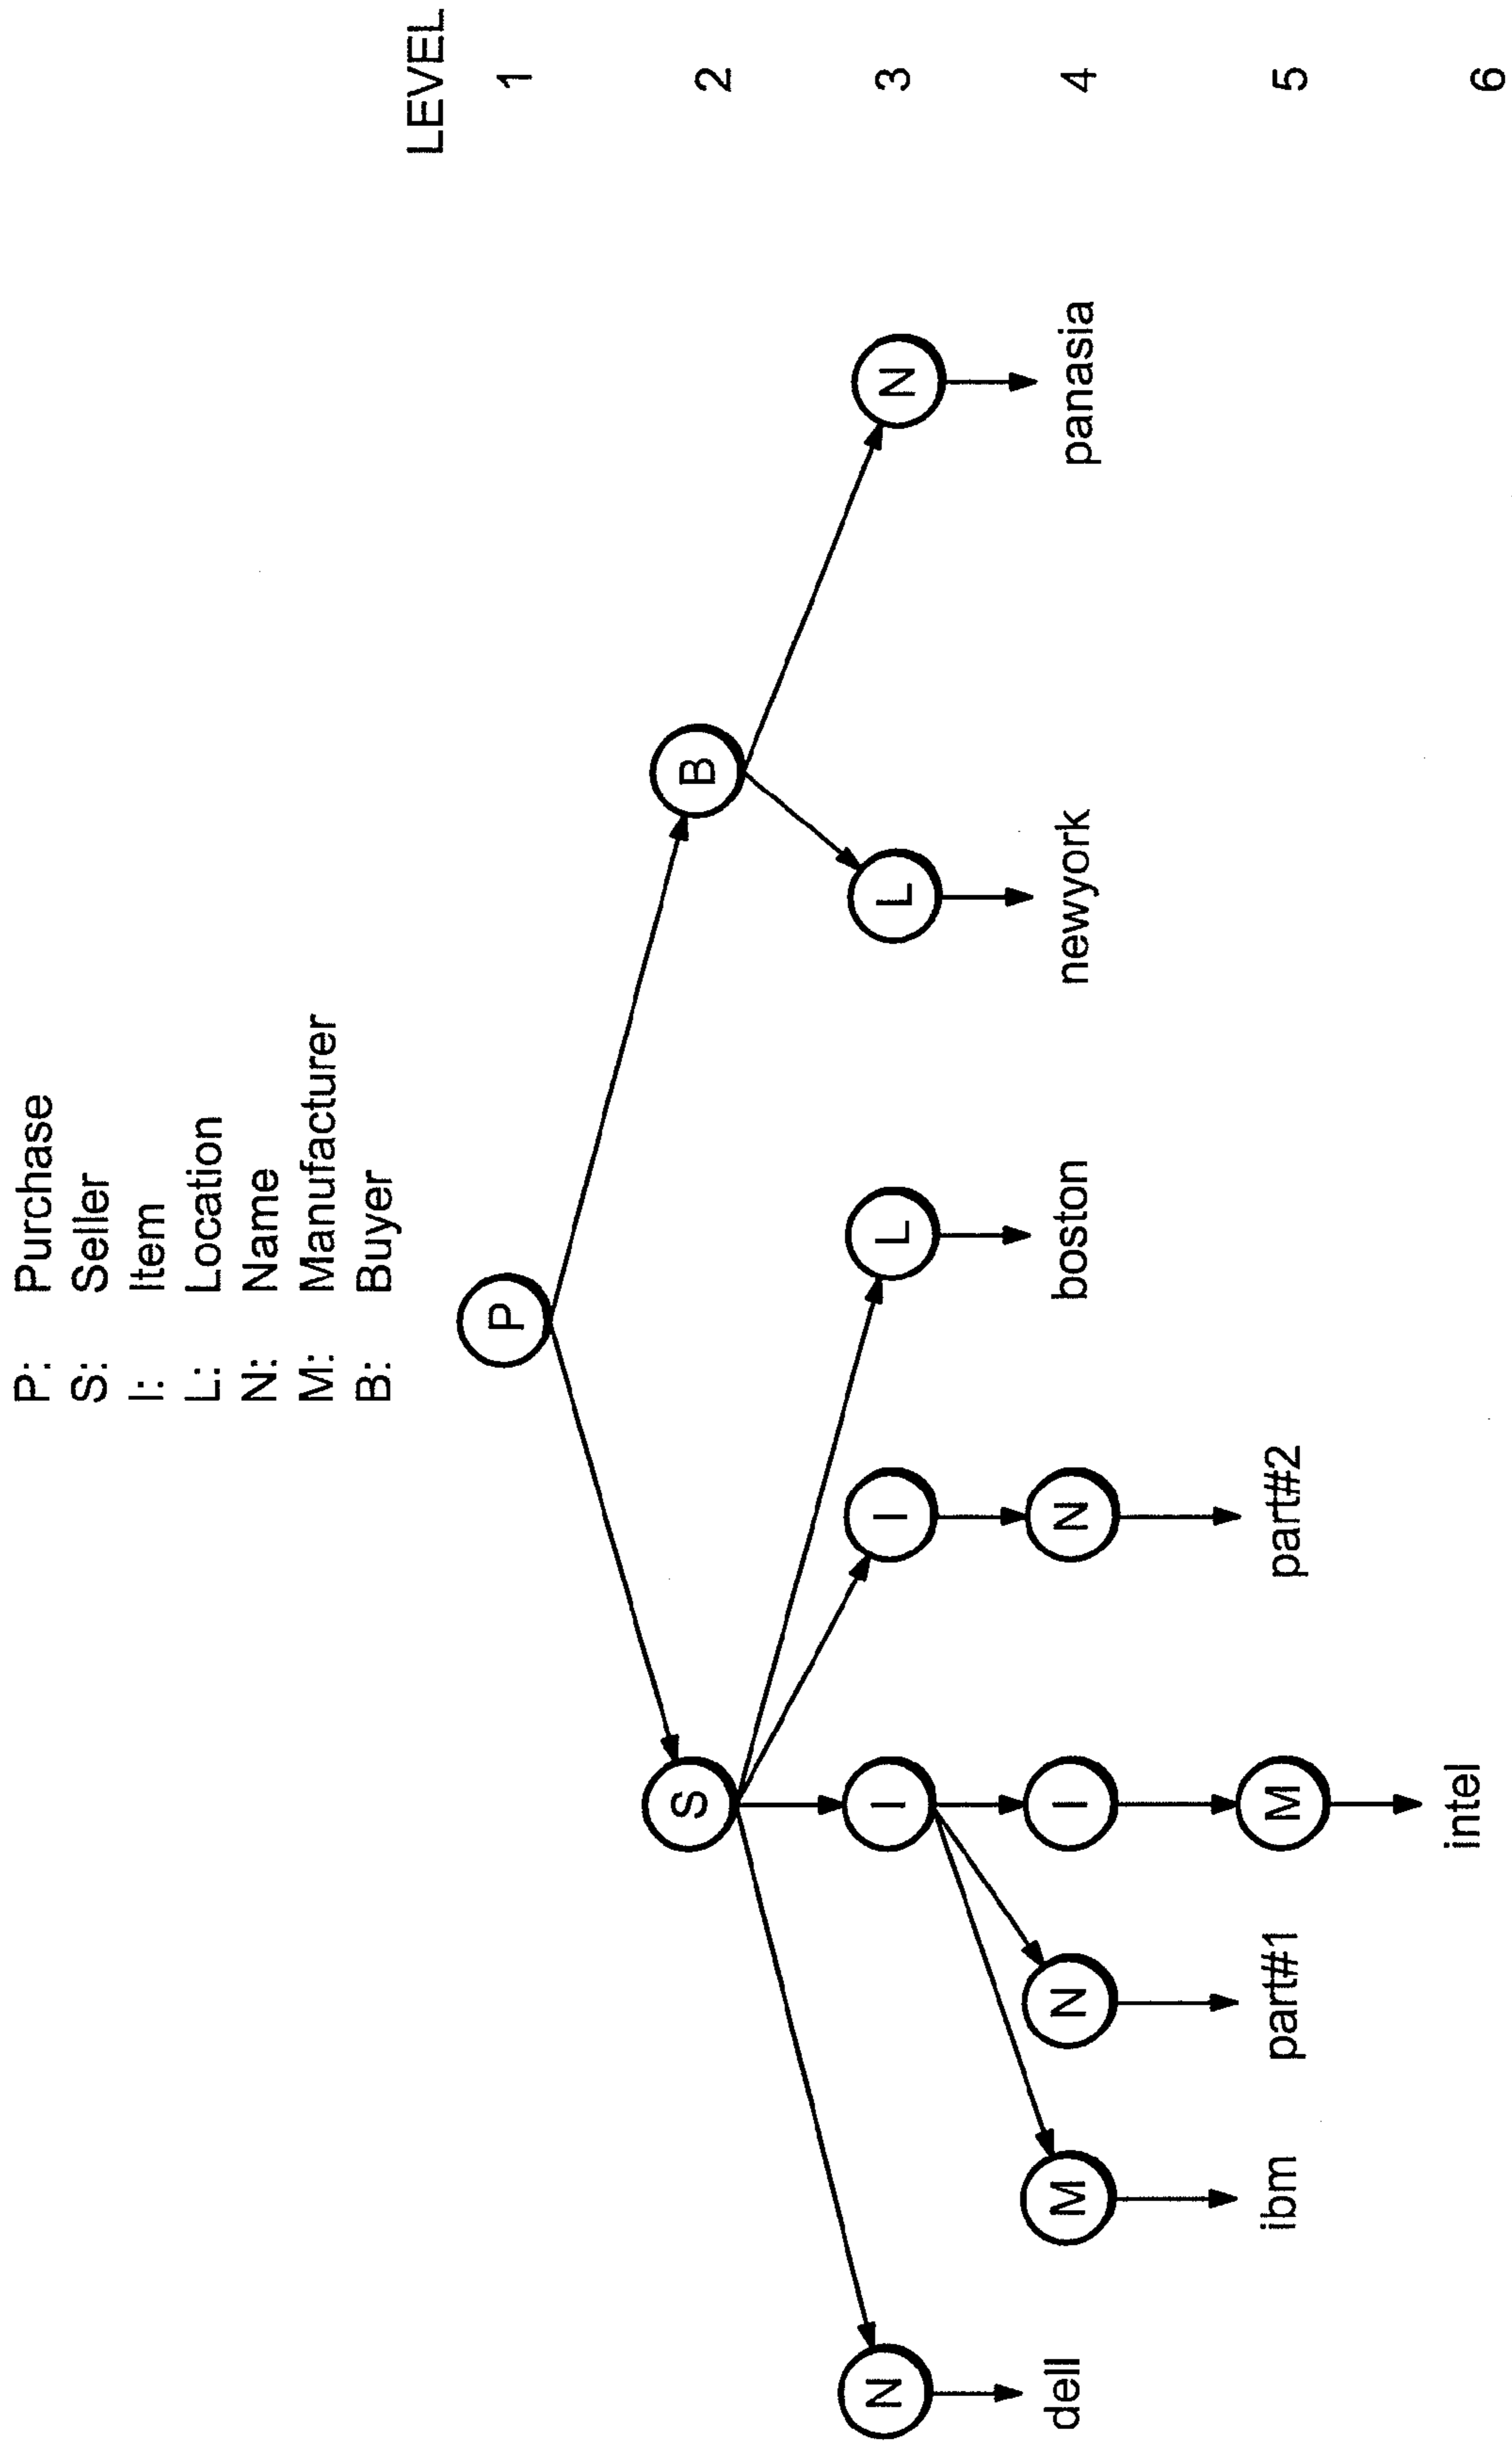 P: Purchase
S: Seller
I: Item
L: Location
N: Name
M: Manufacturer
B: Buyer
LEVEL
P
1
S
B
2
N
I
I
L
L
N
3
dell
M
N
I
N
boston
newyork
panasia
4
ibm
part#1
M
part#2
5
intel
6